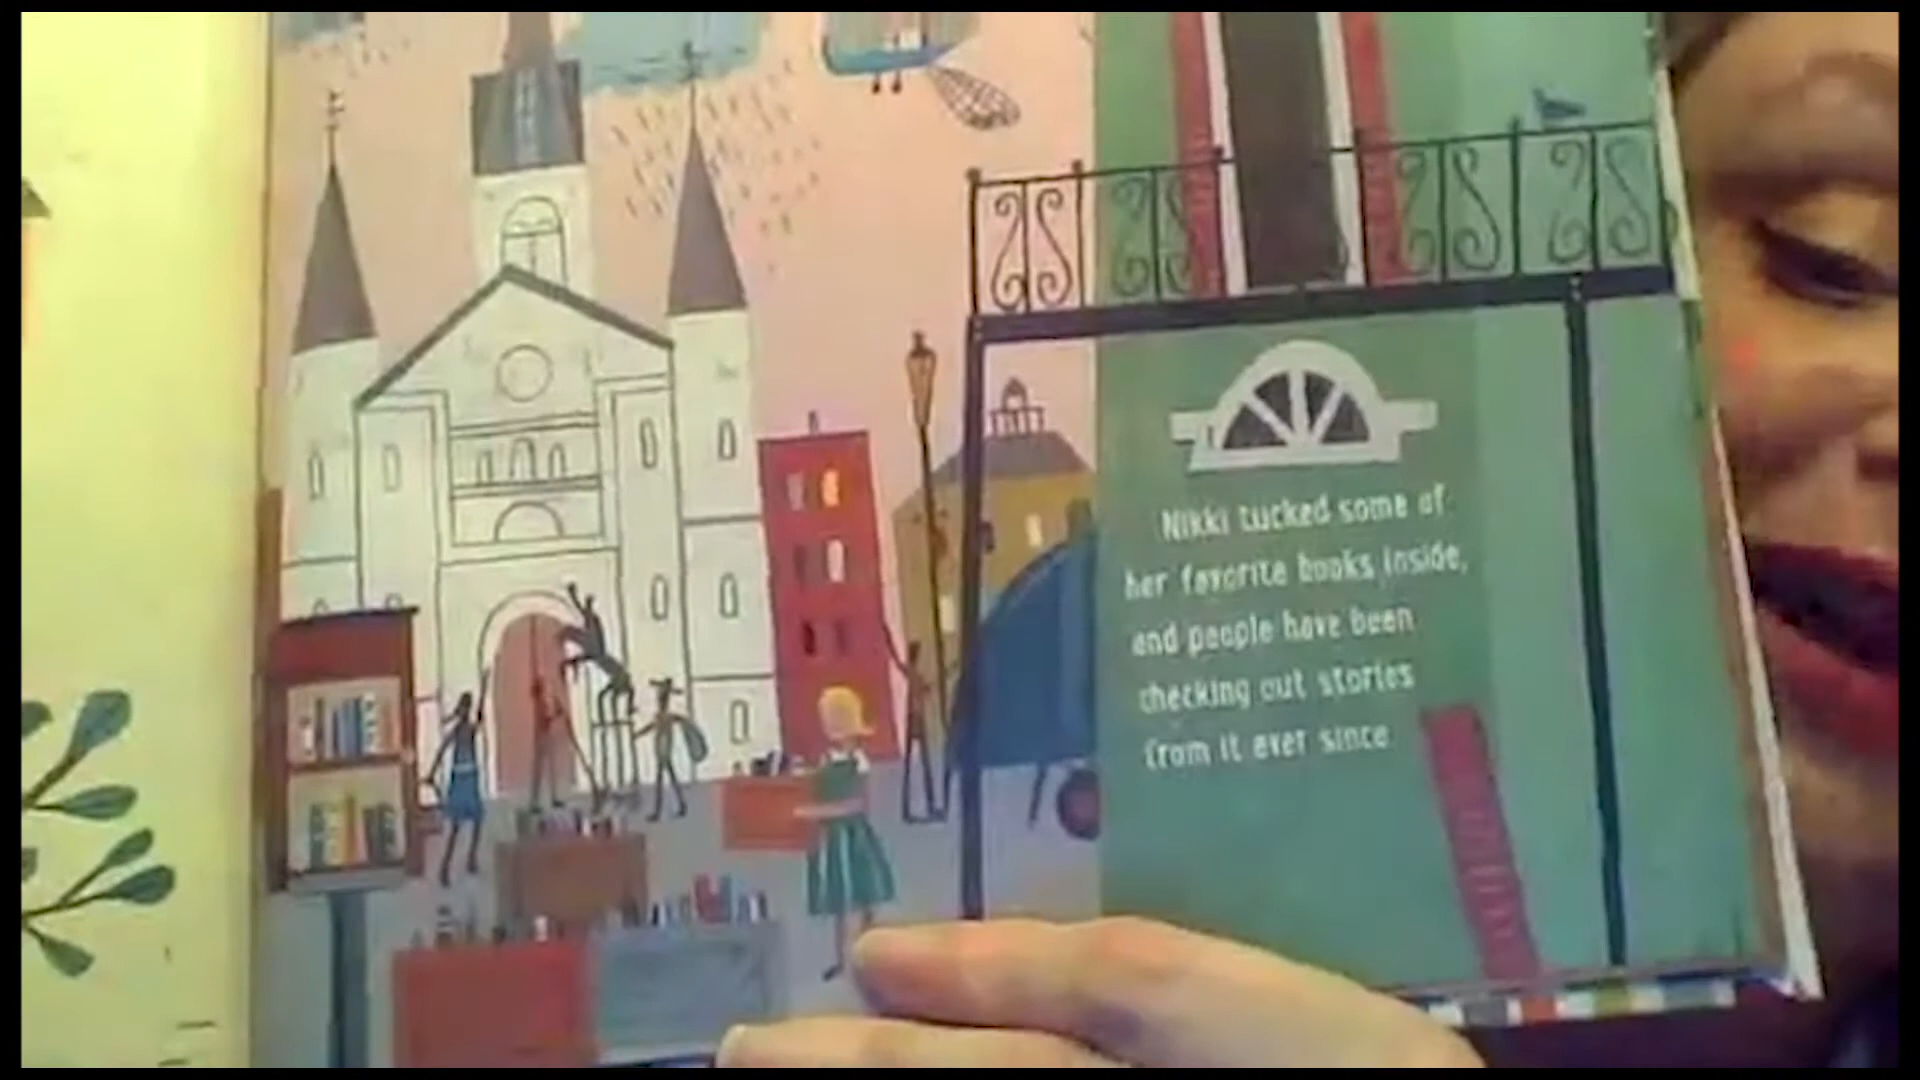 Nikki tucked some of
her favorite books inside,
and people have been
checking out stories
from it ever since